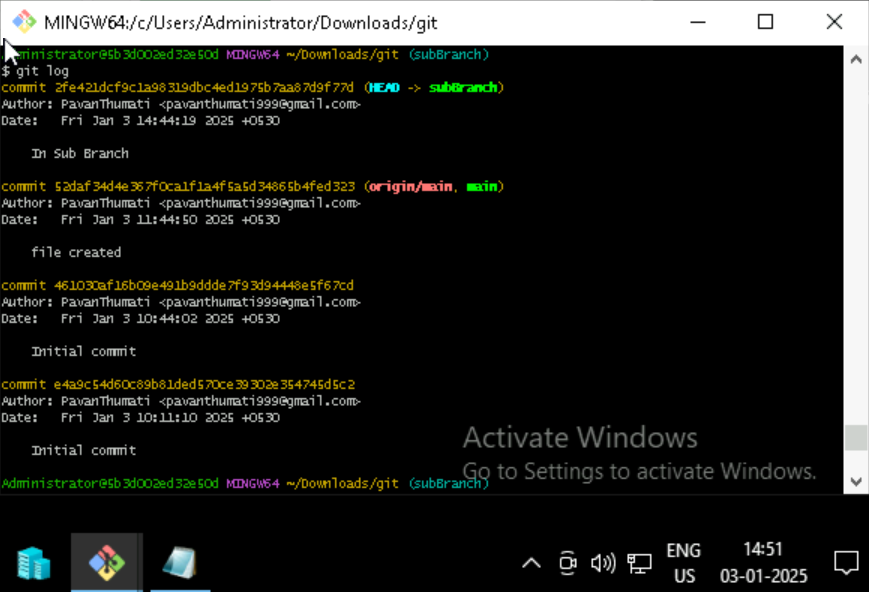 MINGW64:/c/Users/Administrator/Downloads/git
Administrator@5b3d002ed32e50d MINGW64 ~/Downloads/git (subBranch)
$ git log
commit 2fe421dcf9c1a98319dbc4ed1975b7aa87d9f77d (HEAD -> subBranch)
Author: PavanThumati <pavanthumati999@gmail.com>
Date:   Fri Jan 3 14:44:19 2025 +0530
In Sub Branch
commit 52daf34d4e367f0ca1f1a4f5a5d34865b4fed323 (origin/main, main)
Author: PavanThumati <pavanthumati999@gmail.com>
Date:   Fri Jan 3 11:44:50 2025 +0530
file created
commit 461030af16b09e491b9ddde7f93d94448e5f67cd
Author: PavanThumati <pavanthumati999@gmail.com>
Date:   Fri Jan 3 10:44:02 2025 +0530
Initial commit
commit e4a9c54d60c89b81ded570ce39302e354745d5c2
Author: PavanThumati <pavanthumati999@gmail.com>
Date:   Fri Jan 3 10:11:10 2025 +0530
Initial commit
Administrator@5b3d002ed32e50d MINGW64 ~/Downloads/git (subBranch)
Activate Windows
Go to Settings to activate Windows.
ENG
US
14:51
03-01-2025